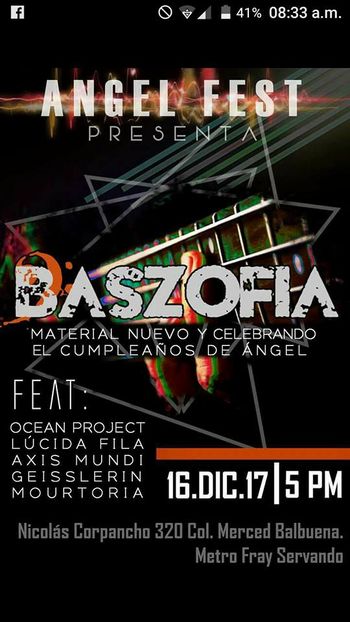 41% 08:33 a.m.
ANGEL FEST
PRESENTA
BASZOFIA
MATERIAL NUEVO Y CELEBRANDO
EL CUMPLEAÑOS DE ÁNGEL
FEAT:
OCEAN PROJECT
LÚCIDA FILA
AXIS MUNDI
GEISSLERIN
MOURTORIA
16.DIC.17 | 5 PM
Nicolás Corpancho 320 Col. Merced Balbuena.
Metro Fray Servando